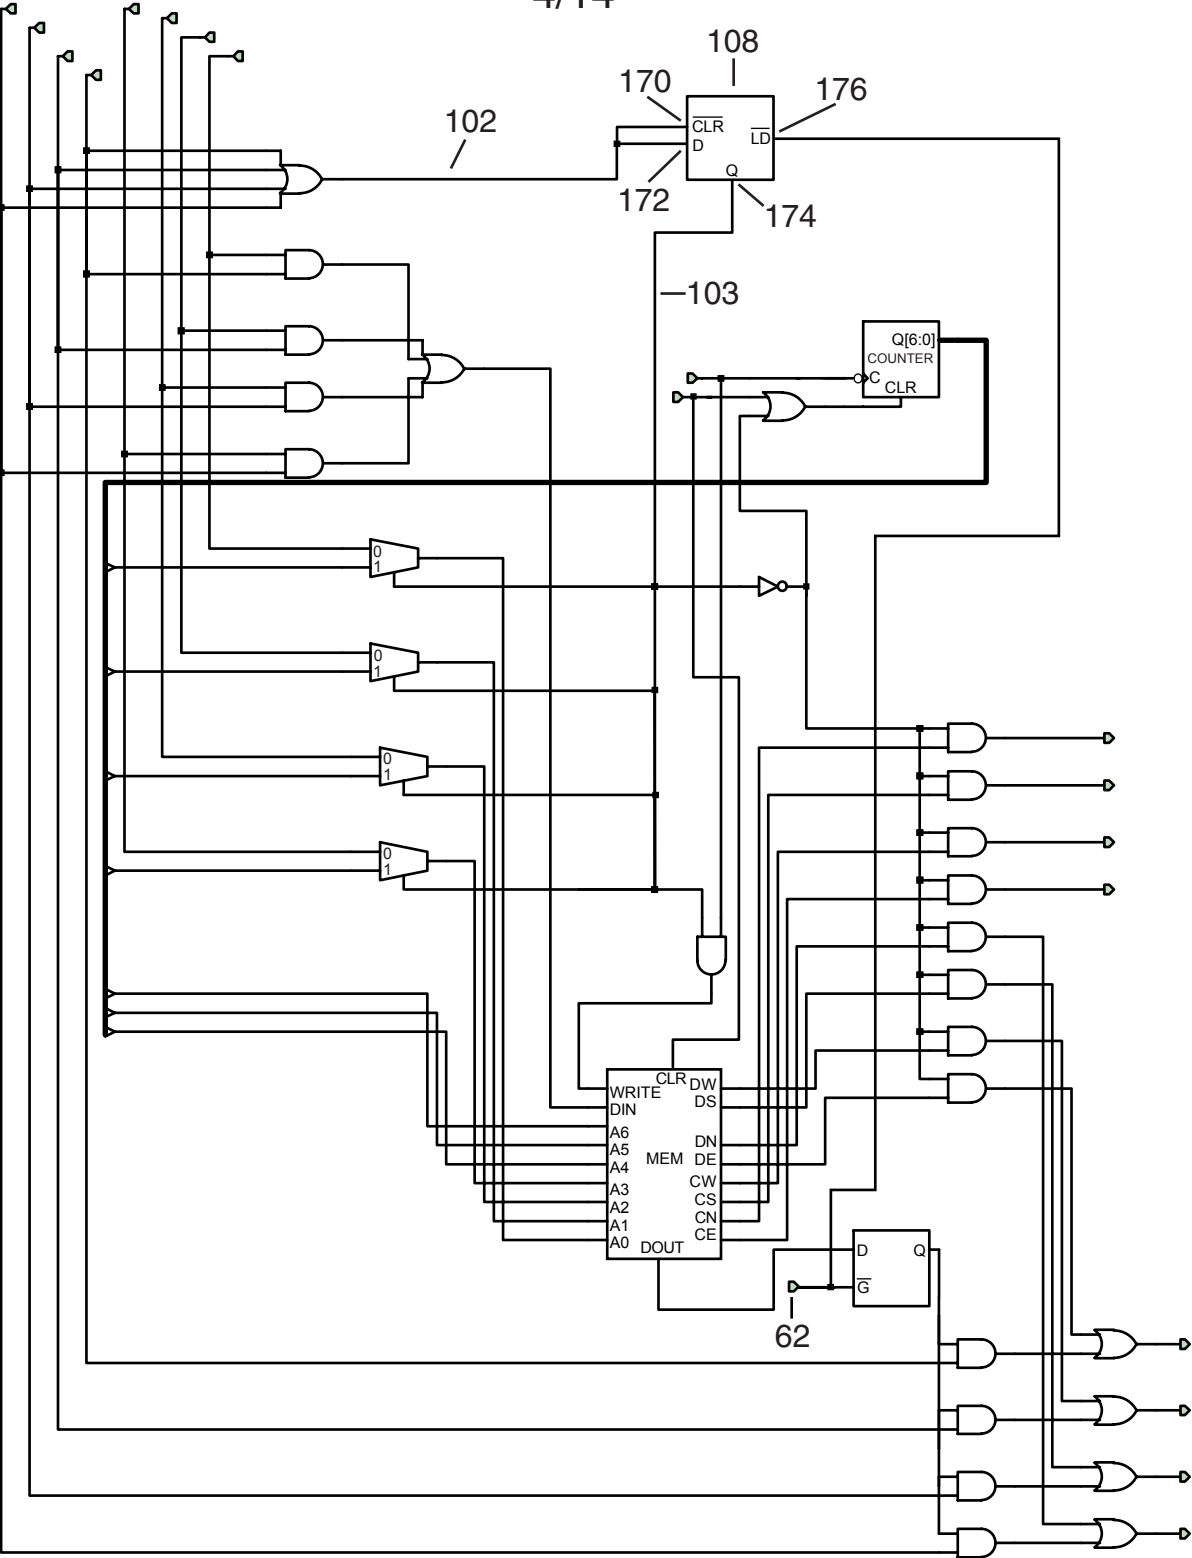 4/14
108
170
176
102
CLR
LD
D
Q
172
174
103
Q[6:0]
COUNTER
C
CLR
0
1
0
1
0
1
0
1
CLR
DW
WRITE
DS
DIN
A6
DN
A5
MEM
DE
A4
CW
A3
CS
A2
CN
A1
CE
A0
DOUT
D
Q
G
62